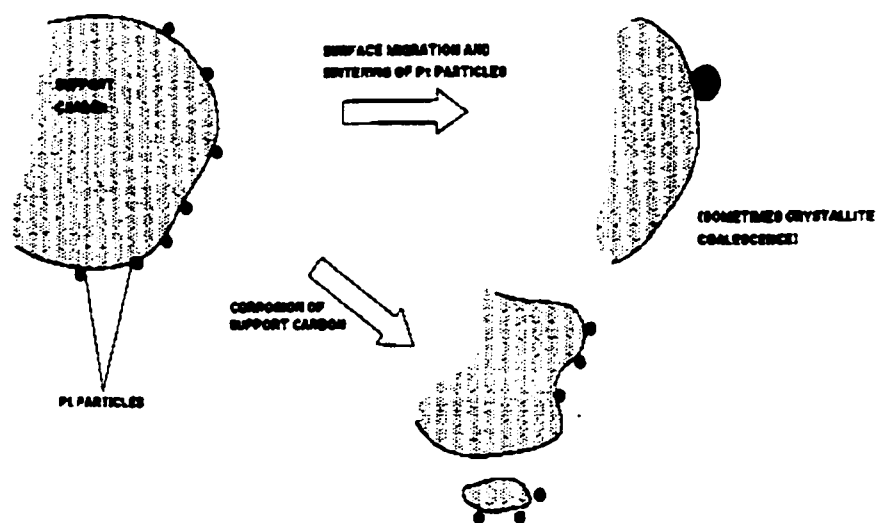 SUPPORT
CARBON
SURFACE MIGRATION AND
SINTERING OF Pt PARTICLES
(SOMETIMES CRYSTALLITE
COALESCENCE)
CORROSION OF
SUPPORT CARBON
Pt PARTICLES